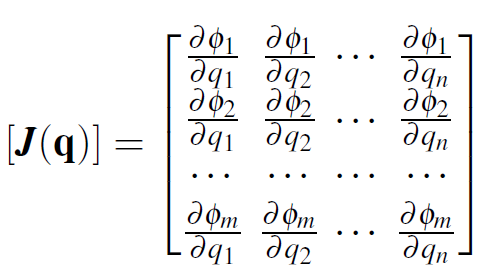 [J(q)] = [ ∂ϕ₁/∂q₁ ∂ϕ₁/∂q₂ ⋯ ∂ϕ₁/∂qₙ
∂ϕ₂/∂q₁ ∂ϕ₂/∂q₂ ⋯ ∂ϕ₂/∂qₙ
⋯ ⋯ ⋯ ⋯
∂ϕₘ/∂q₁ ∂ϕₘ/∂q₂ ⋯ ∂ϕₘ/∂qₙ ]